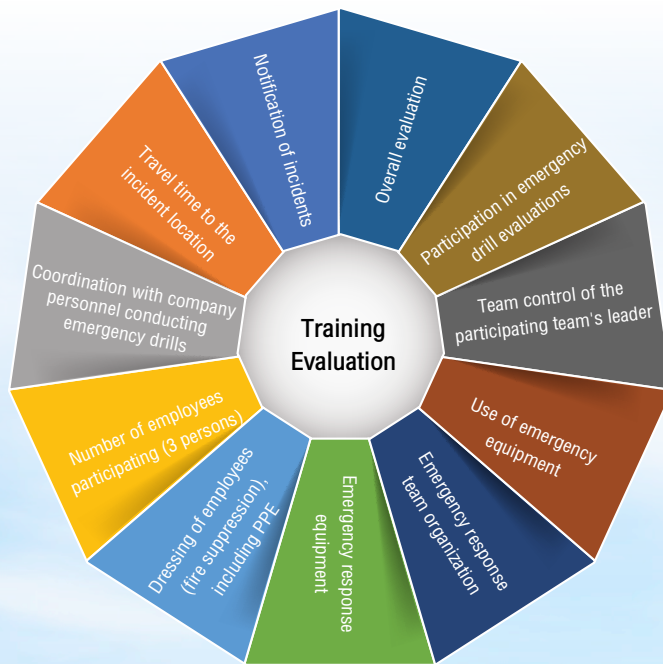 Training
Evaluation
Notification of
incidents
Travel time to the
incident location
Coordination with company
personnel conducting
emergency drills
Number of employees
participating (3 persons)
Dressing of employees
(fire suppression),
including PPE
Emergency response
equipment
Emergency response
team organization
Use of emergency
equipment
Team control of the
participating team's leader
Participation in emergency
drill evaluations
Overall evaluation